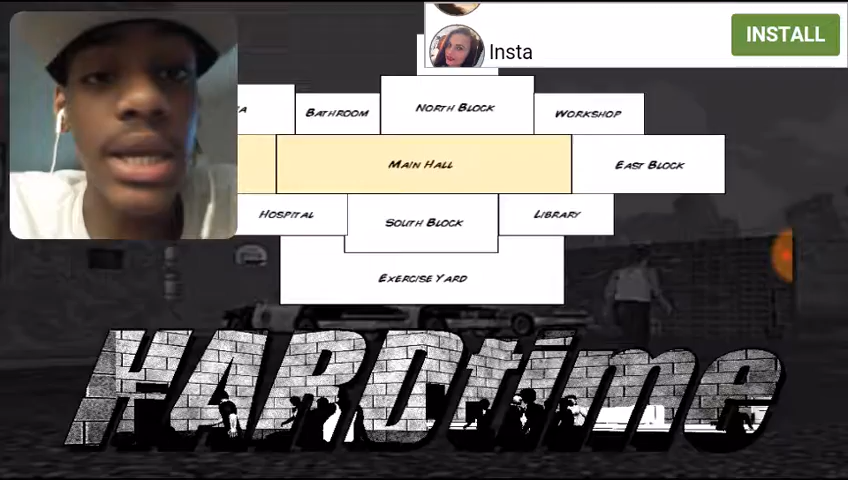 Insta
INSTALL
A
BATHROOM
NORTH BLOCK
WORKSHOP
MAIN HALL
EAST BLOCK
HOSPITAL
SOUTH BLOCK
LIBRARY
EXERCISE YARD
HARDtime